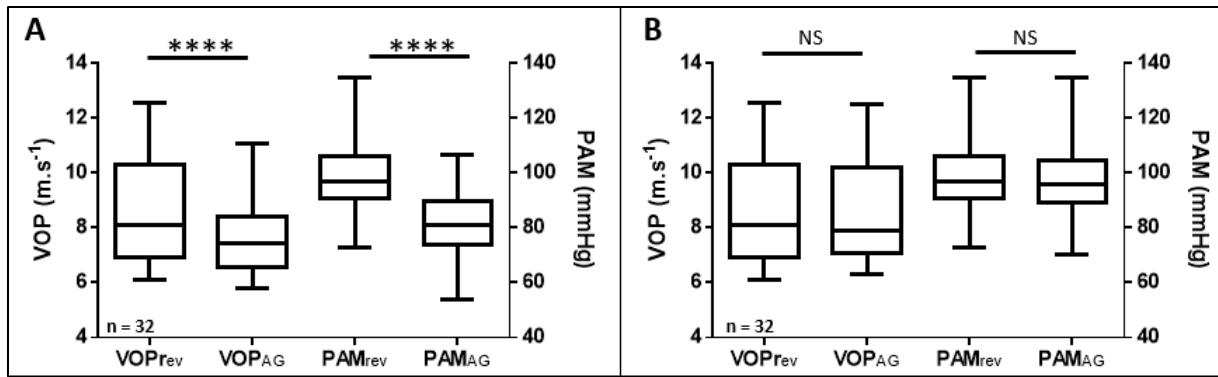 A
****
****
14
12
10
8
6
4
VOP (m.s-1)
140
120
100
80
60
40
PAM (mmHg)
n = 32
VOPrev
VOPAG
PAMrev
PAMAG
B
NS
NS
14
12
10
8
6
4
VOP (m.s-1)
140
120
100
80
60
40
PAM (mmHg)
n = 32
VOPrev
VOPAG
PAMrev
PAMAG